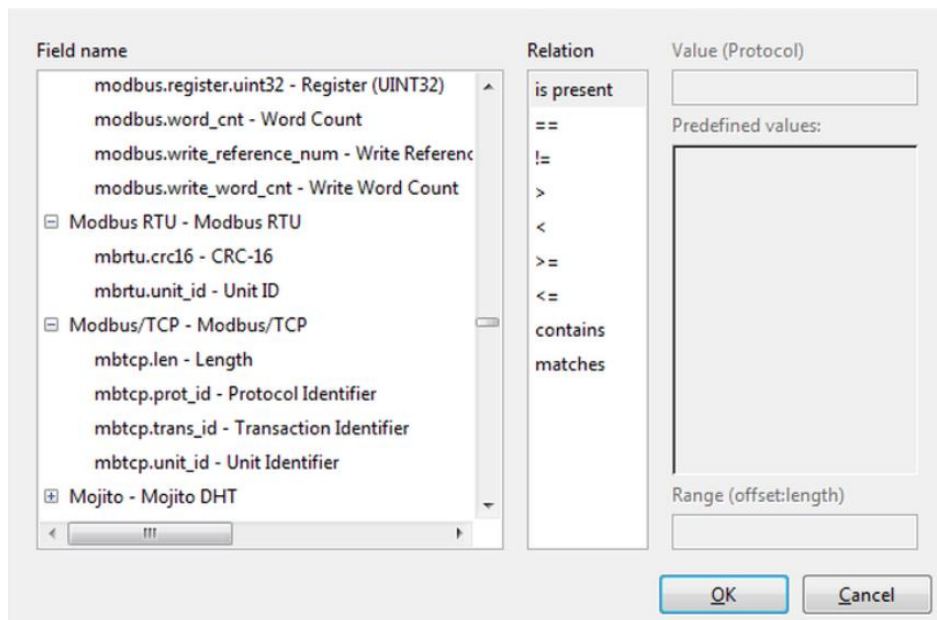 Field name
modbus.register.uint32 - Register (UINT32)
modbus.word_cnt - Word Count
modbus.write_reference_num - Write Referenc
modbus.write_word_cnt - Write Word Count
Modbus RTU - Modbus RTU
mbrtu.crc16 - CRC-16
mbrtu.unit_id - Unit ID
Modbus/TCP - Modbus/TCP
mbtcp.len - Length
mbtcp.prot_id - Protocol Identifier
mbtcp.trans_id - Transaction Identifier
mbtcp.unit_id - Unit Identifier
Mojito - Mojito DHT
Relation
is present
==
!=
>
<
>=
<=
contains
matches
Value (Protocol)
Predefined values:
Range (offset:length)
OK
Cancel